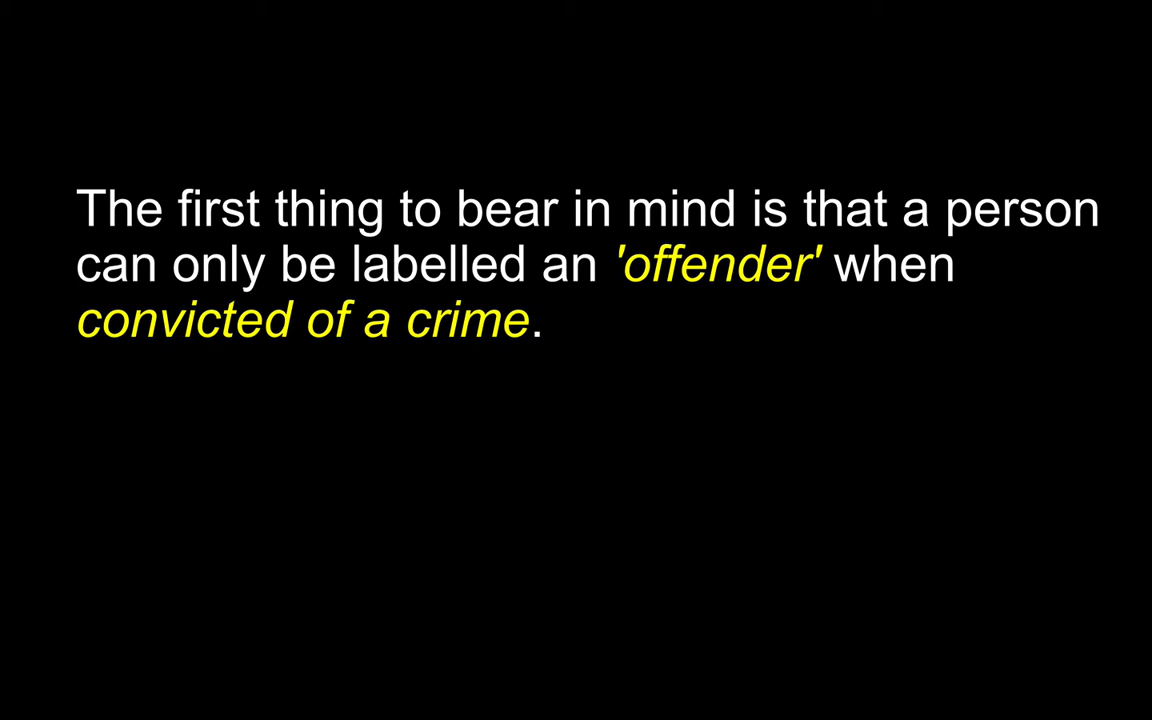 The first thing to bear in mind is that a person
can only be labelled an 'offender' when
convicted of a crime.